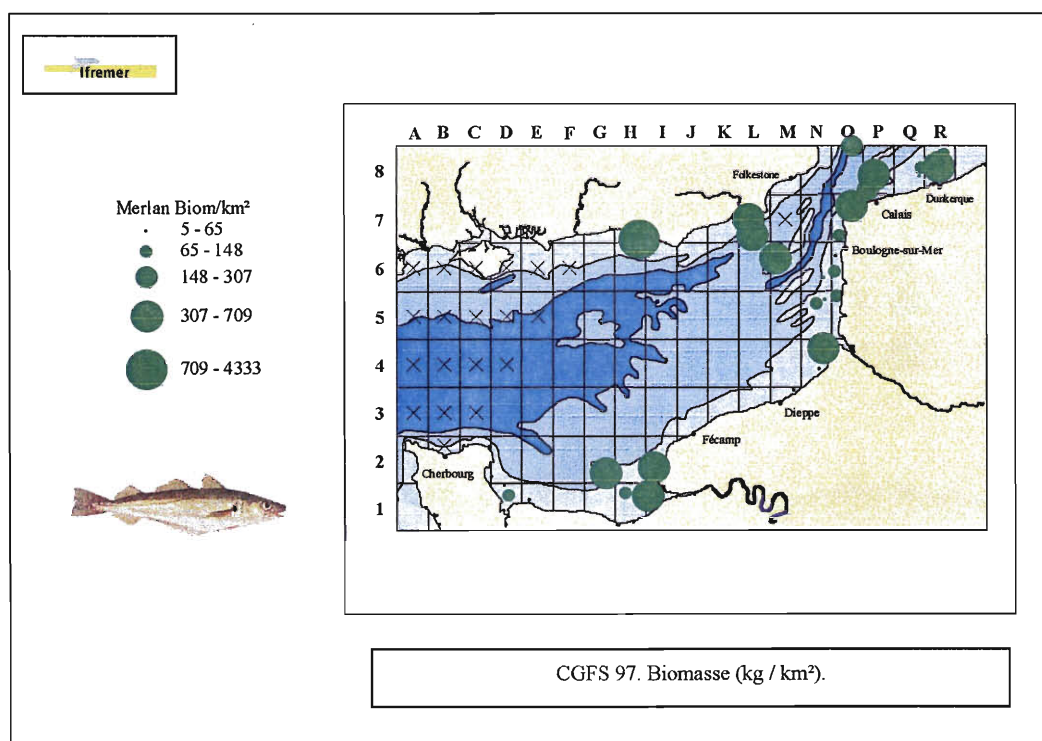 Ifremer
A B C D E F G H I J K L M N O P Q R
8
7
6
5
4
3
2
1
Folkestone
Dunkerque
Calais
Boulogne-sur-Mer
Dieppe
Fécamp
Cherbourg
Merlan Biom/km²
5 - 65
65 - 148
148 - 307
307 - 709
709 - 4333
CGFS 97. Biomasse (kg / km²).